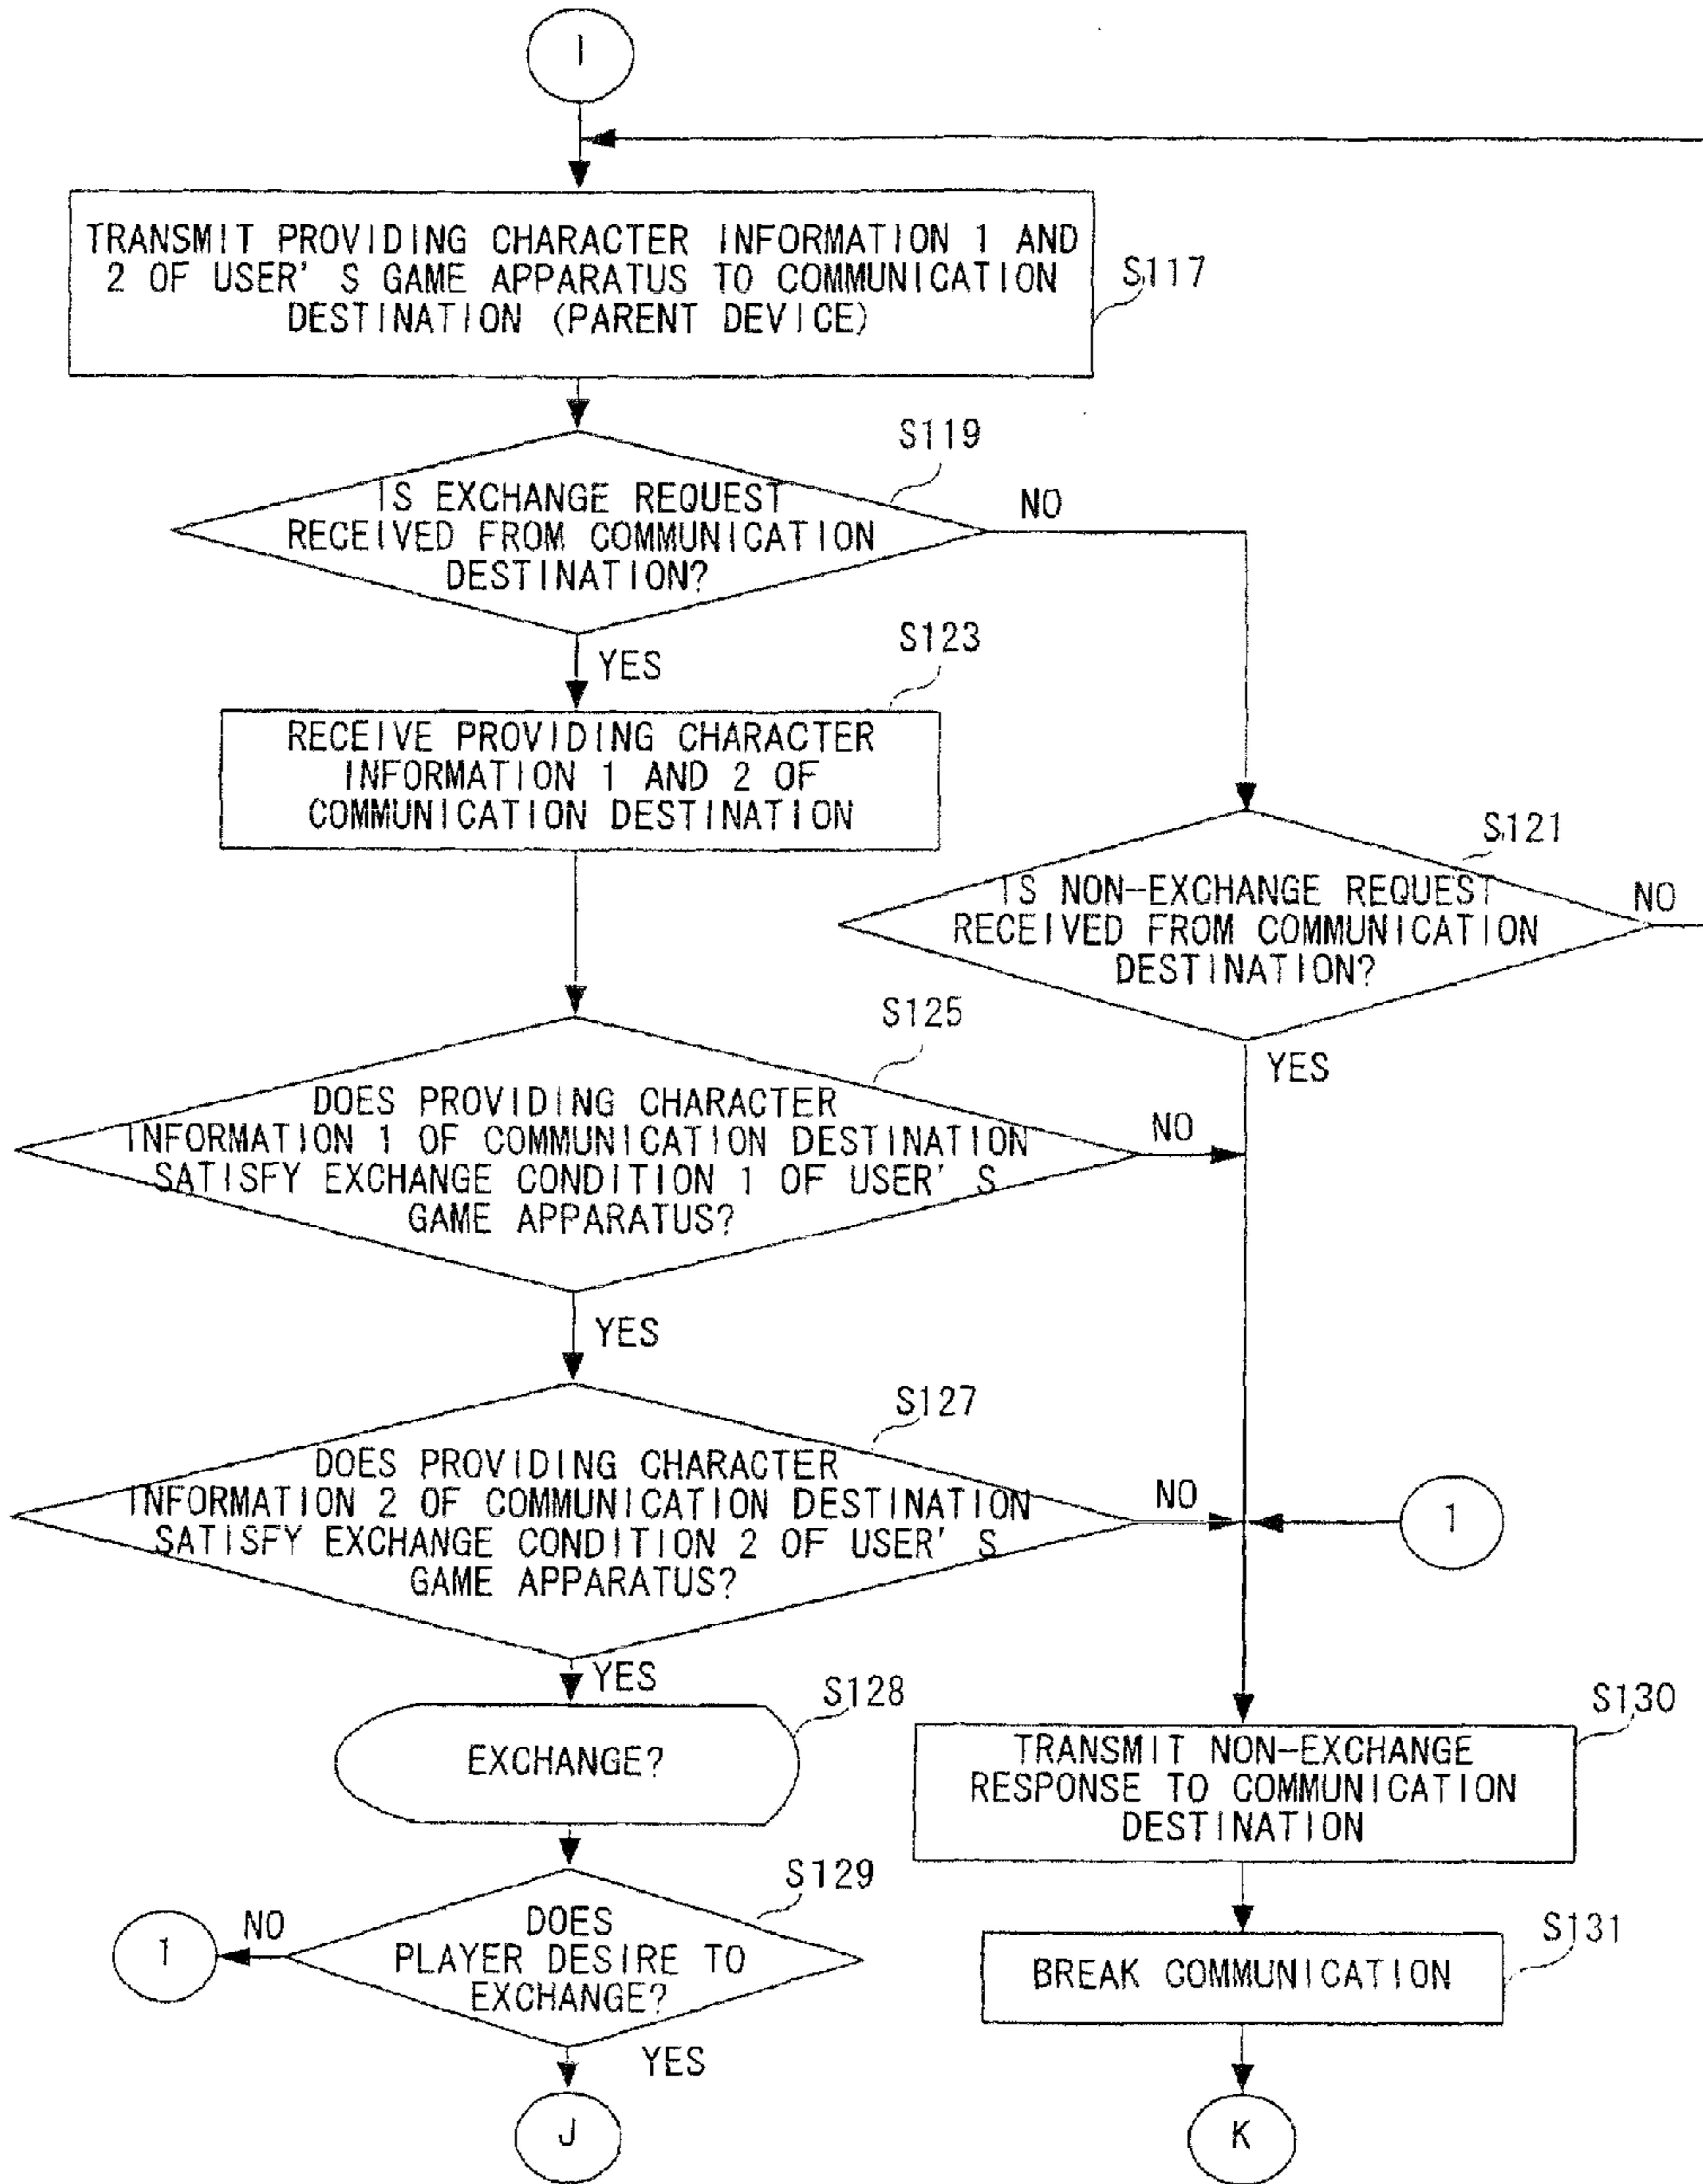 I
TRANSMIT PROVIDING CHARACTER INFORMATION 1 AND
2 OF USER'S GAME APPARATUS TO COMMUNICATION
DESTINATION (PARENT DEVICE)
S117
S119
IS EXCHANGE REQUEST
RECEIVED FROM COMMUNICATION
DESTINATION?
NO
YES
S123
RECEIVE PROVIDING CHARACTER
INFORMATION 1 AND 2 OF
COMMUNICATION DESTINATION
S121
IS NON-EXCHANGE REQUEST
RECEIVED FROM COMMUNICATION
DESTINATION?
NO
YES
S125
DOES PROVIDING CHARACTER
INFORMATION 1 OF COMMUNICATION DESTINATION
SATISFY EXCHANGE CONDITION 1 OF USER'S
GAME APPARATUS?
NO
YES
S127
DOES PROVIDING CHARACTER
INFORMATION 2 OF COMMUNICATION DESTINATION
SATISFY EXCHANGE CONDITION 2 OF USER'S
GAME APPARATUS?
NO
1
YES
S128
EXCHANGE?
S130
TRANSMIT NON-EXCHANGE
RESPONSE TO COMMUNICATION
DESTINATION
S129
DOES
PLAYER DESIRE TO
EXCHANGE?
NO
1
YES
J
S131
BREAK COMMUNICATION
K